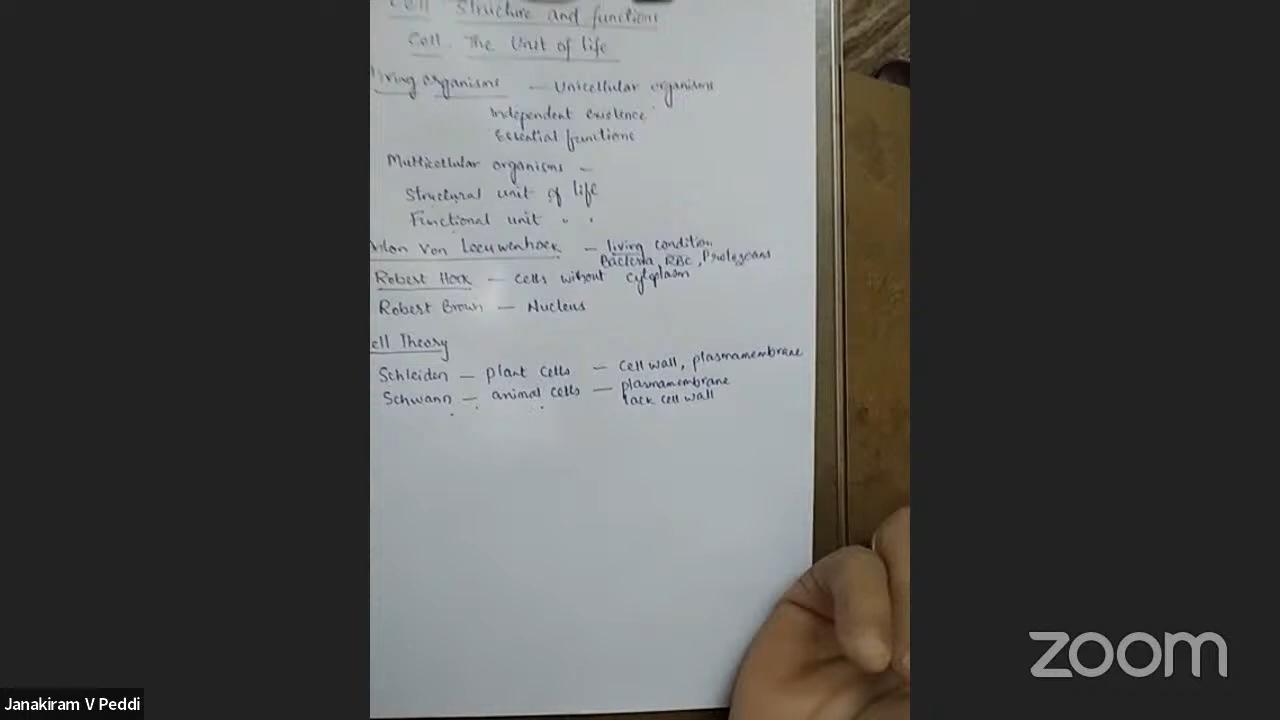 Cell Structure and functions
Cell The Unit of life
living organisms — Unicellular organisms
Independent existence
Essential functions
Multicellular organisms —
Structural unit of life
Functional unit " "
Von Leeuwenhoek — living condition
Bacteria, RBC, Protozoans
Robert Hook — cells without cytoplasm
Robert Brown — Nucleus
ell Theory
Schleiden — plant cells — cell wall, plasmamembrane
Schwann — animal cells — plasmamembrane
lack cell wall
zoom
Janakiram V Peddi